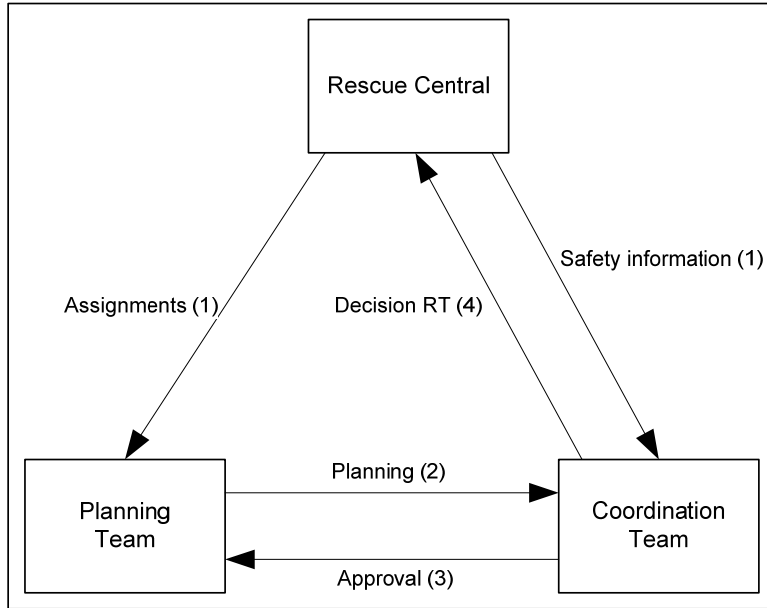 Rescue Central
Safety information (1)
Assignments (1)
Decision RT (4)
Planning (2)
Planning
Team
Coordination
Team
Approval (3)